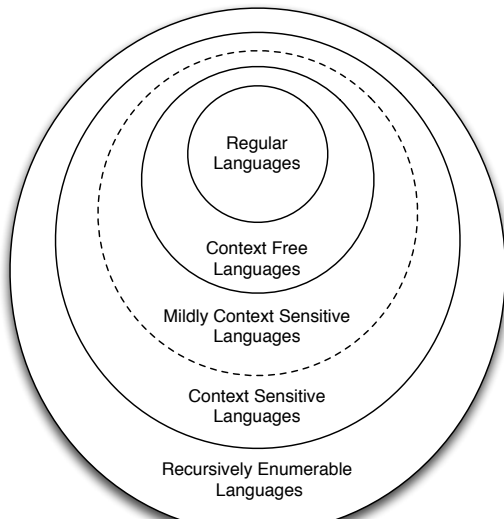 Regular
Languages
Context Free
Languages
Mildly Context Sensitive
Languages
Context Sensitive
Languages
Recursively Enumerable
Languages